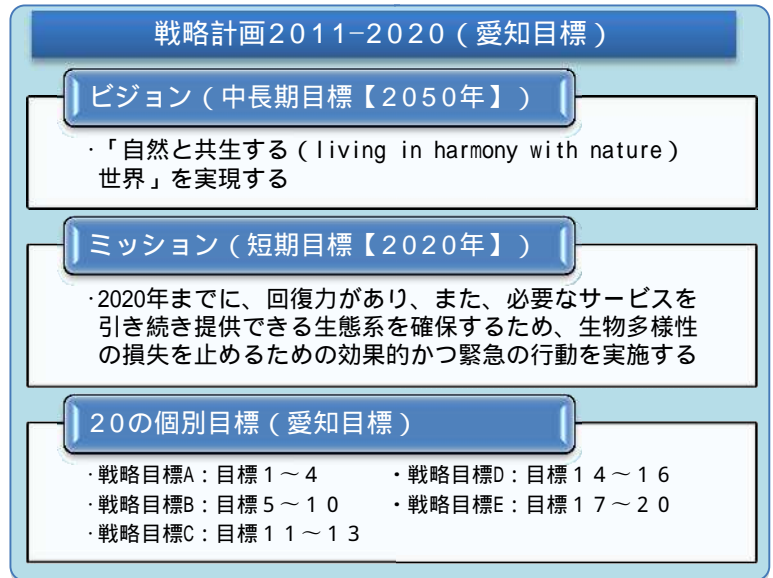 戦略計画2011−2020（愛知目標）
ビジョン（中長期目標【2050年】）
・「自然と共生する（living in harmony with nature）
世界」を実現する
ミッション（短期目標【2020年】）
・2020年までに、回復力があり、また、必要なサービスを
引き続き提供できる生態系を確保するため、生物多様性
の損失を止めるための効果的かつ緊急の行動を実施する
20の個別目標（愛知目標）
・戦略目標A：目標１～４ ・戦略目標D：目標１４～１６
・戦略目標B：目標５～１０ ・戦略目標E：目標１７～２０
・戦略目標C：目標１１～１３